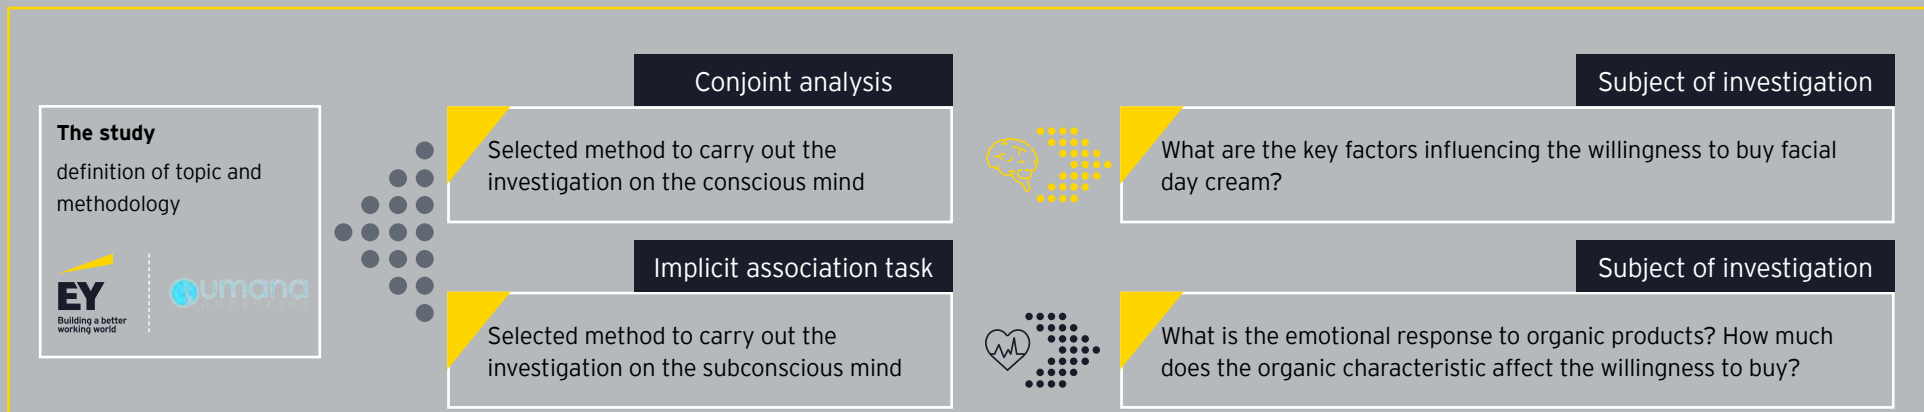 Conjoint analysis
Subject of investigation
The study
definition of topic and
methodology
Selected method to carry out the
investigation on the conscious mind
What are the key factors influencing the willingness to buy facial
day cream?
EY
Building a better
working world
umana
Implicit association task
Subject of investigation
Selected method to carry out the
investigation on the subconscious mind
What is the emotional response to organic products? How much
does the organic characteristic affect the willingness to buy?